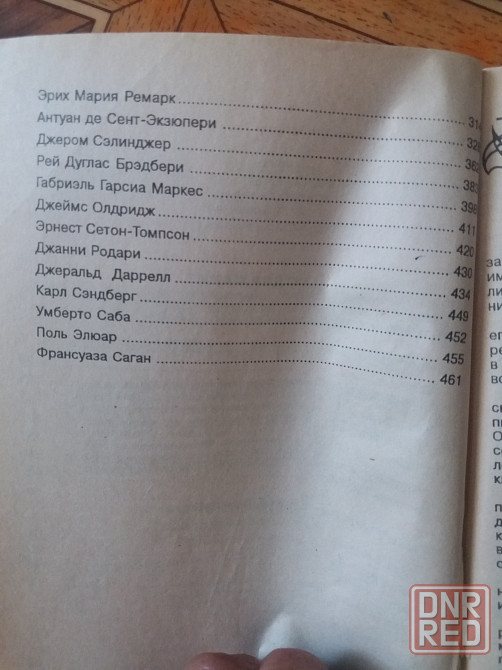 Эрих Мария Ремарк
Антуан де Сент-Экзюпери
Джером Сэлинджер
Рей Дуглас Брэдбери
Габриэль Гарсиа Маркес
Джеймс Олдридж ... 411
Эрнест Сетон-Томпсон ... 420
Джанни Родари ... 430
Джеральд Даррелл ... 434
Карл Сэндберг ... 449
Умберто Саба ... 452
Поль Элюар ... 455
Франсуаза Саган ... 461
DNR
RED